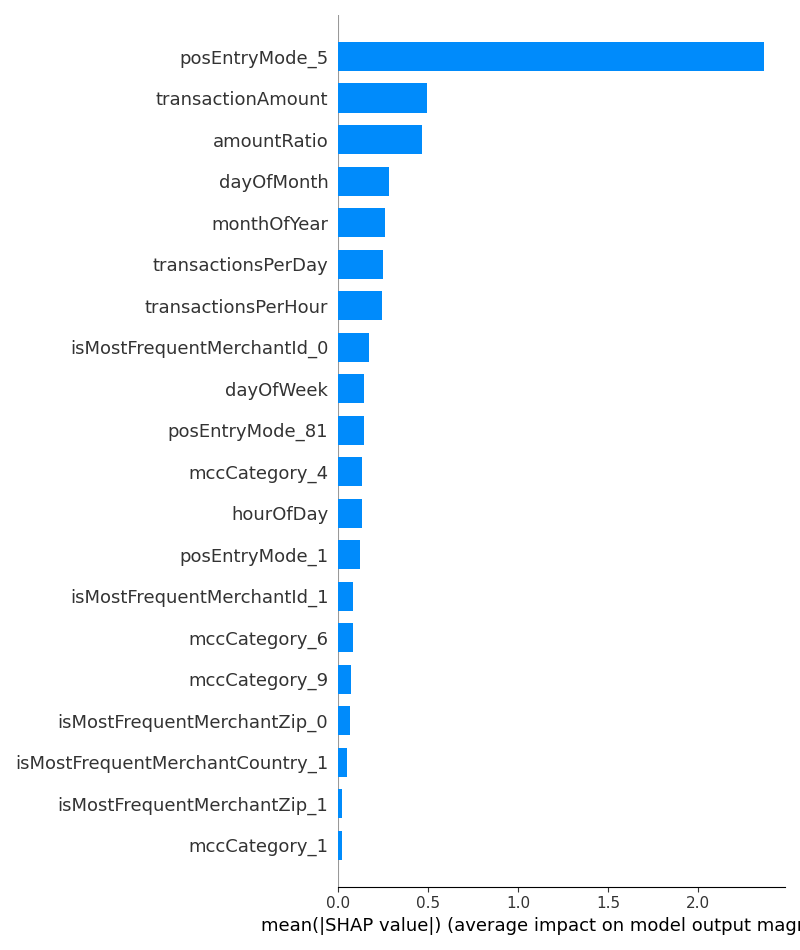 posEntryMode_5
transactionAmount
amountRatio
dayOfMonth
monthOfYear
transactionsPerDay
transactionsPerHour
isMostFrequentMerchantId_0
dayOfWeek
posEntryMode_81
mccCategory_4
hourOfDay
posEntryMode_1
isMostFrequentMerchantId_1
mccCategory_6
mccCategory_9
isMostFrequentMerchantZip_0
isMostFrequentMerchantCountry_1
isMostFrequentMerchantZip_1
mccCategory_1
0.0 0.5 1.0 1.5 2.0
mean(|SHAP value|) (average impact on model output